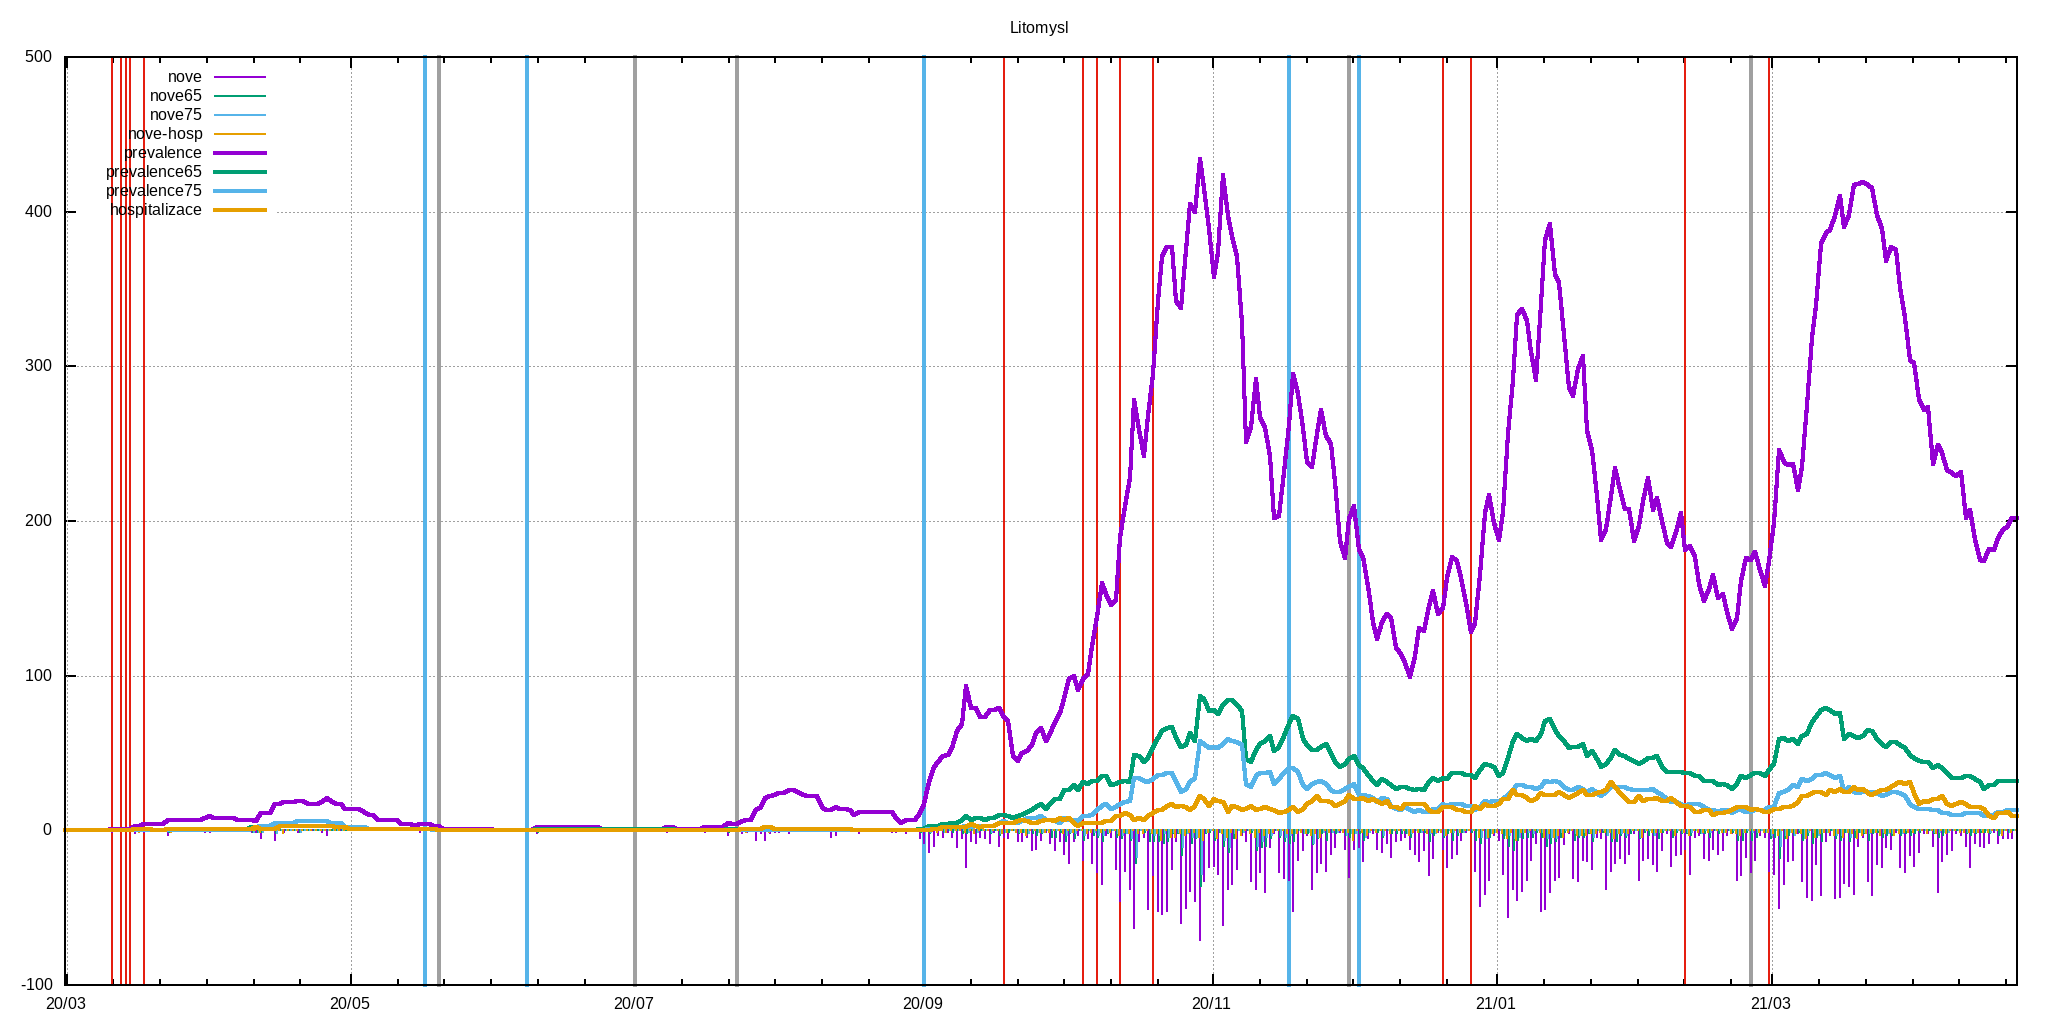 Litomysl
500
nove
nove65
nove75
nove-hosp
prevalence
prevalence65
prevalence75
hospitalizace
400
300
200
100
0
-100
20/03 20/05 20/07 20/09 20/11 21/01 21/03